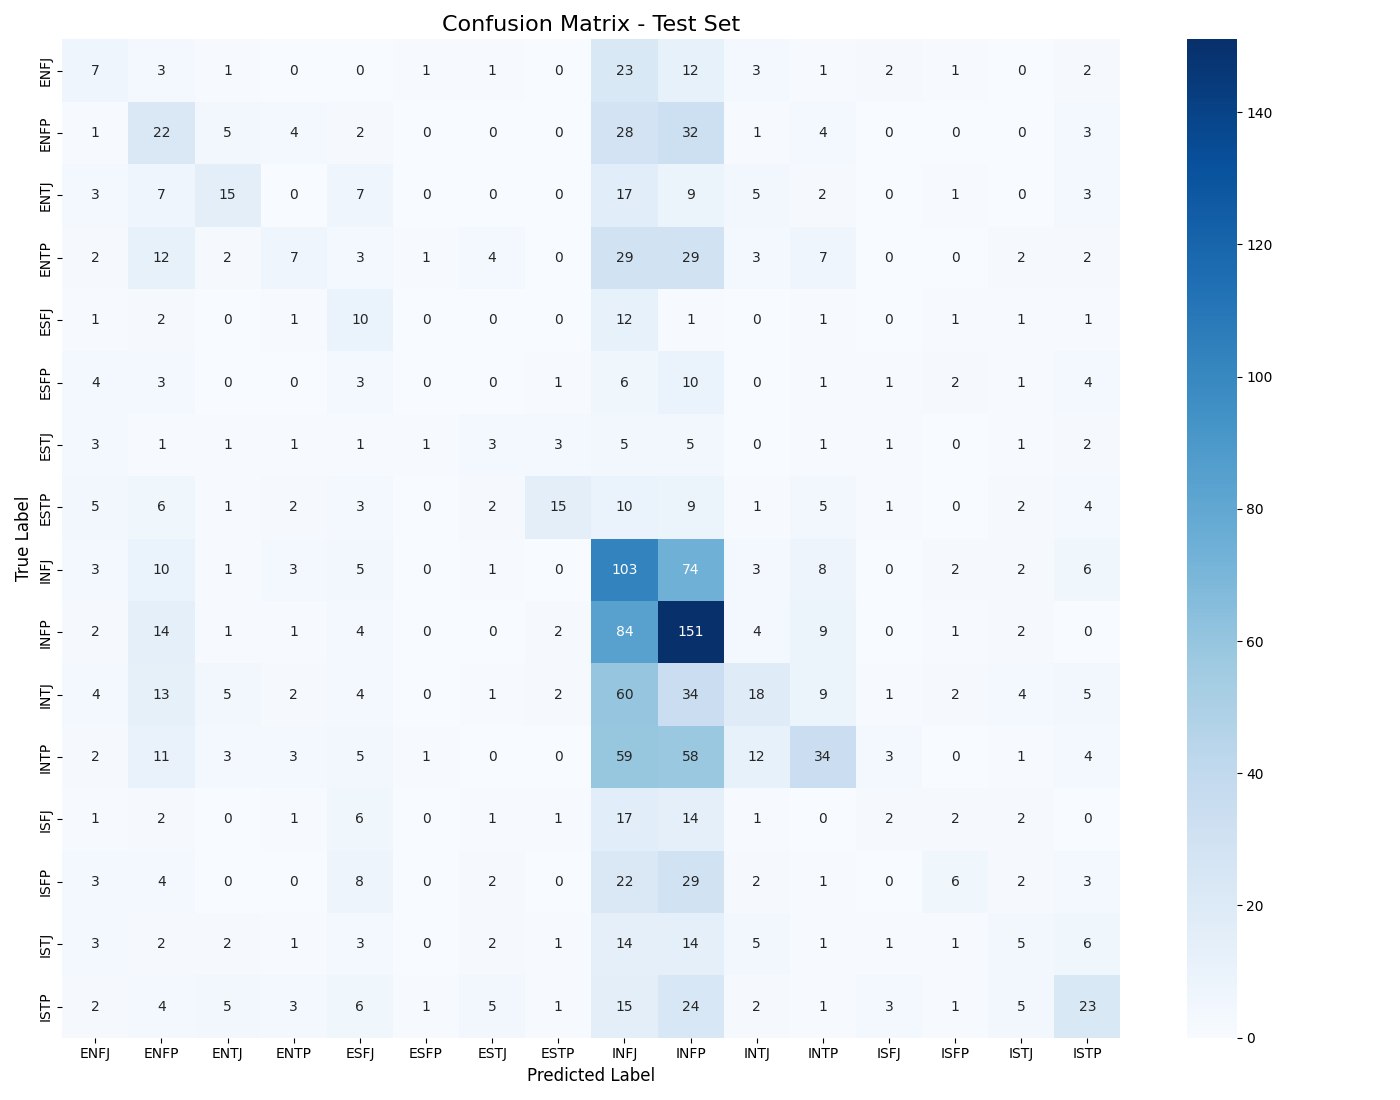 Confusion Matrix - Test Set
True Label
ENFJ 7 3 1 0 0 1 1 0 23 12 3 1 2 1 0 2
ENFP 1 22 5 4 2 0 0 0 28 32 1 4 0 0 0 3
ENTJ 3 7 15 0 7 0 0 0 17 9 5 2 0 1 0 3
ENTP 2 12 2 7 3 1 4 0 29 29 3 7 0 0 2 2
ESFJ 1 2 0 1 10 0 0 0 12 1 0 1 0 1 1 1
ESFP 4 3 0 0 3 0 0 1 6 10 0 1 1 2 1 4
ESTJ 3 1 1 1 1 1 3 3 5 5 0 1 1 0 1 2
ESTP 5 6 1 2 3 0 2 15 10 9 1 5 1 0 2 4
INFJ 3 10 1 3 5 0 1 0 103 74 3 8 0 2 2 6
INFP 2 14 1 1 4 0 0 2 84 151 4 9 0 1 2 0
INTJ 4 13 5 2 4 0 1 2 60 34 18 9 1 2 4 5
INTP 2 11 3 3 5 1 0 0 59 58 12 34 3 0 1 4
ISFJ 1 2 0 1 6 0 1 1 17 14 1 0 2 2 2 0
ISFP 3 4 0 0 8 0 2 0 22 29 2 1 0 6 2 3
ISTJ 3 2 2 1 3 0 2 1 14 14 5 1 1 1 5 6
ISTP 2 4 5 3 6 1 5 1 15 24 2 1 3 1 5 23
ENFJ ENFP ENTJ ENTP ESFJ ESFP ESTJ ESTP INFJ INFP INTJ INTP ISFJ ISFP ISTJ ISTP
Predicted Label
140
120
100
80
60
40
20
0